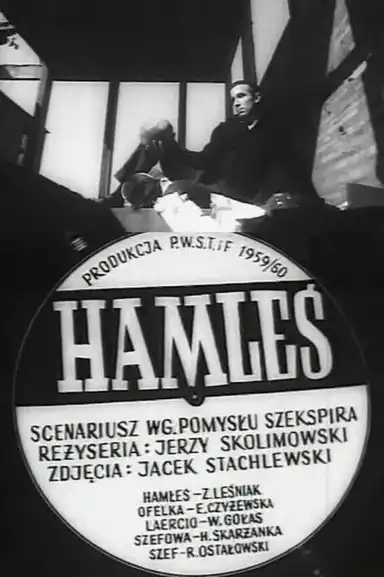 PRODUKCJA P.W.S.T.iF 1959/60
HAMLEŚ
SCENARIUSZ WG.POMYSŁU SZEKSPIRA
REŻYSERIA : JERZY SKOLIMOWSKI
ZDJĘCIA : JACEK STACHLEWSKI
HAMŁEŚ–Z.LEŚNIAK
OFELKA–E.CZYŻEWSKA
LAERCIO–W.GOŁAS
SZEFOWA–H.SKARŻANKA
SZEF–R.OSTAŁOWSKI